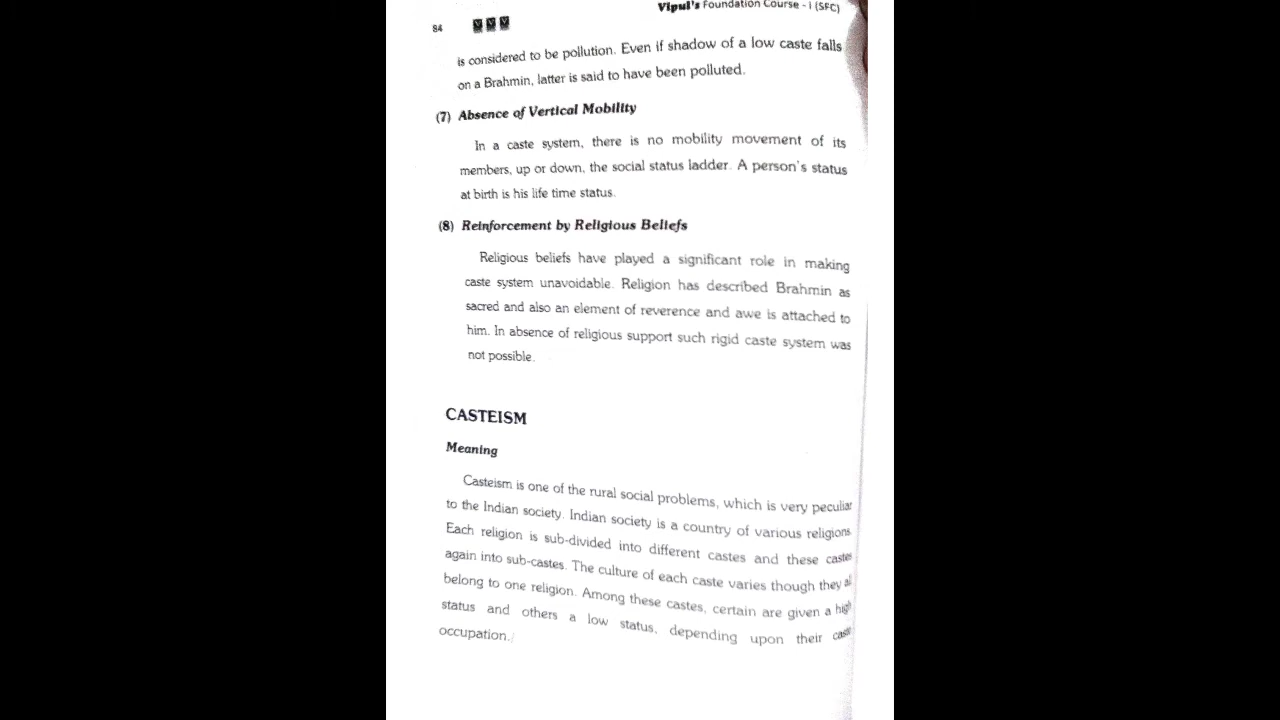 Vipul's Foundation Course - I (SFC)
84
is considered to be pollution. Even if shadow of a low caste falls
on a Brahmin, latter is said to have been polluted.
(7) Absence of Vertical Mobility
In a caste system, there is no mobility movement of its
members, up or down, the social status ladder. A person's status
at birth is his life time status.
(8) Reinforcement by Religious Beliefs
Religious beliefs have played a significant role in making
caste system unavoidable. Religion has described Brahmin as
sacred and also an element of reverence and awe is attached to
him. In absence of religious support such rigid caste system was
not possible.
CASTEISM
Meaning
Casteism is one of the rural social problems, which is very peculiar
to the Indian society. Indian society is a country of various religions.
Each religion is sub-divided into different castes and these castes
again into sub-castes. The culture of each caste varies though they
belong to one religion. Among these castes, certain are given a high
status and others a low status, depending upon their
occupation.